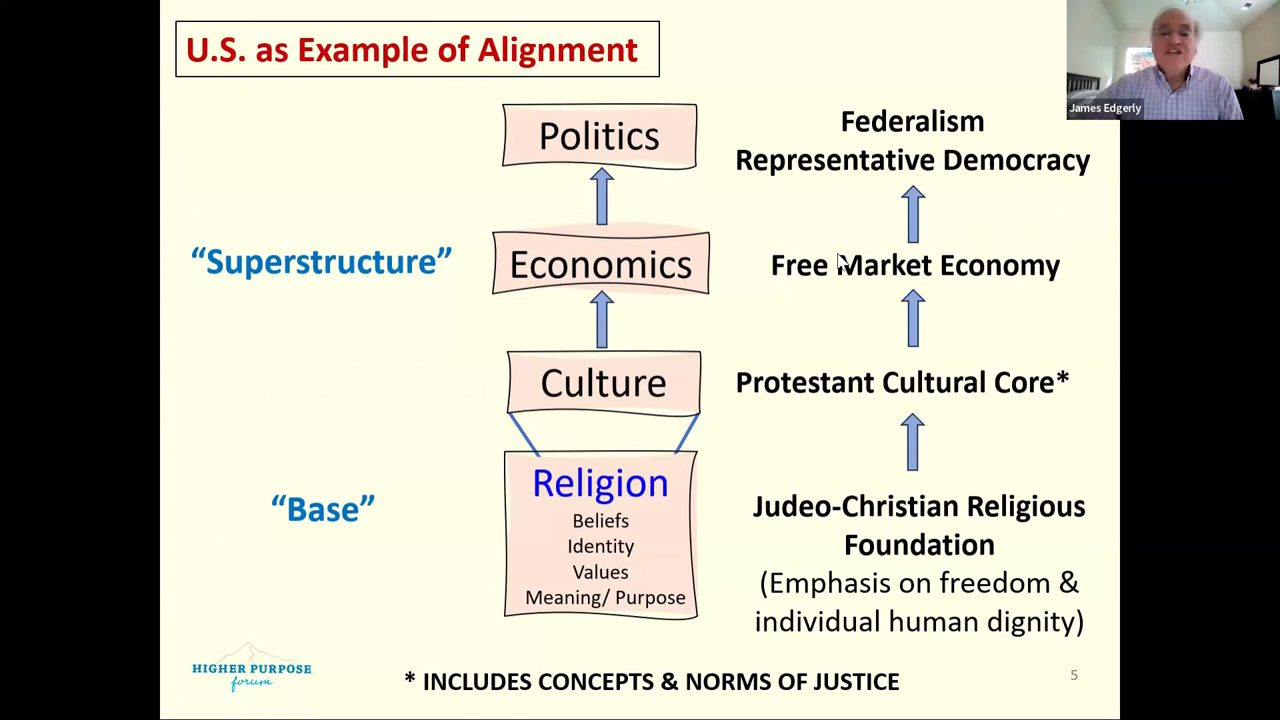 U.S. as Example of Alignment
James Edgerly
Politics
Federalism
Representative Democracy
“Superstructure”
Economics
Free Market Economy
Culture
Protestant Cultural Core*
“Base”
Religion
Beliefs
Identity
Values
Meaning/ Purpose
Judeo-Christian Religious
Foundation
(Emphasis on freedom &
individual human dignity)
HIGHER PURPOSE
forum
* INCLUDES CONCEPTS & NORMS OF JUSTICE
5